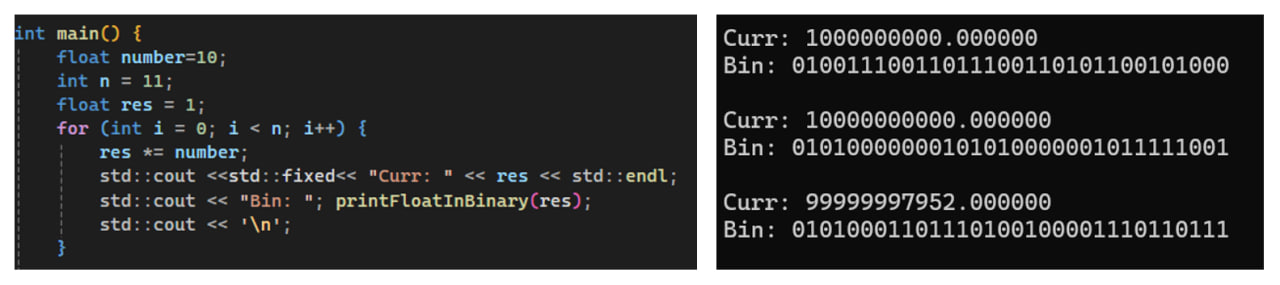 int main() {
    float number=10;
    int n = 11;
    float res = 1;
    for (int i = 0; i < n; i++) {
        res *= number;
        std::cout <<std::fixed<< "Curr: " << res << std::endl;
        std::cout << "Bin: "; printFloatInBinary(res);
        std::cout << '\n';
    }
Curr: 1000000000.000000
Bin: 01001110011011100110101100101000
Curr: 10000000000.000000
Bin: 01010000000101010000001011111001
Curr: 99999997952.000000
Bin: 01010001101110100100001110110111